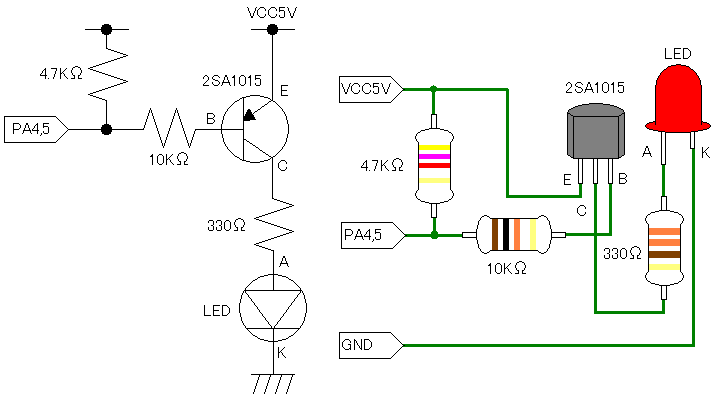 VCC5V
4.7KΩ
2SA1015
E
B
PA4,5
10KΩ
C
330Ω
A
LED
K
LED
VCC5V
2SA1015
4.7KΩ
A
K
E
B
C
PA4,5
10KΩ
330Ω
GND